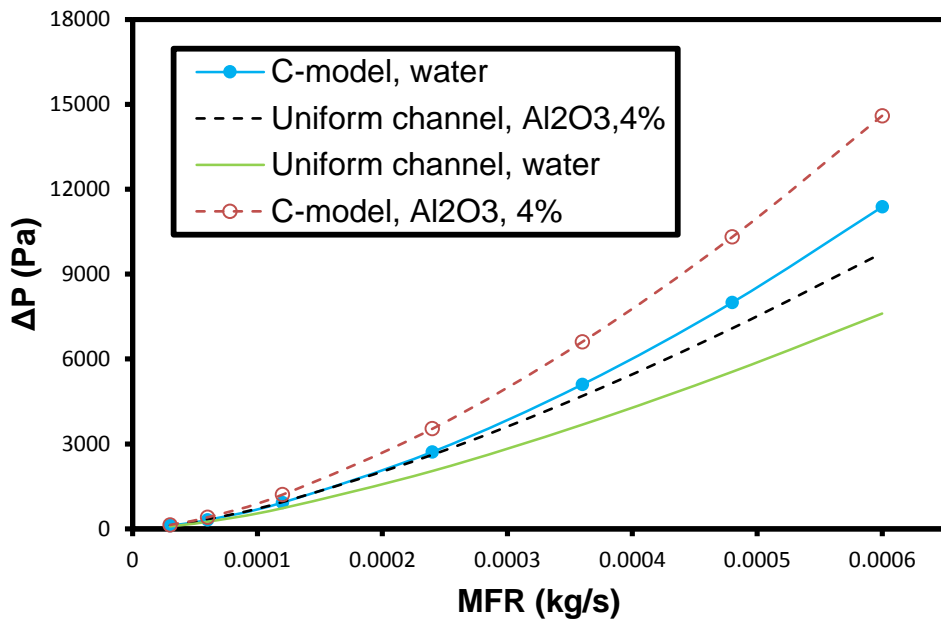 18000
15000
12000
9000
6000
3000
0
ΔP (Pa)
C-model, water
Uniform channel, Al2O3,4%
Uniform channel, water
C-model, Al2O3, 4%
0 0.0001 0.0002 0.0003 0.0004 0.0005 0.0006
MFR (kg/s)